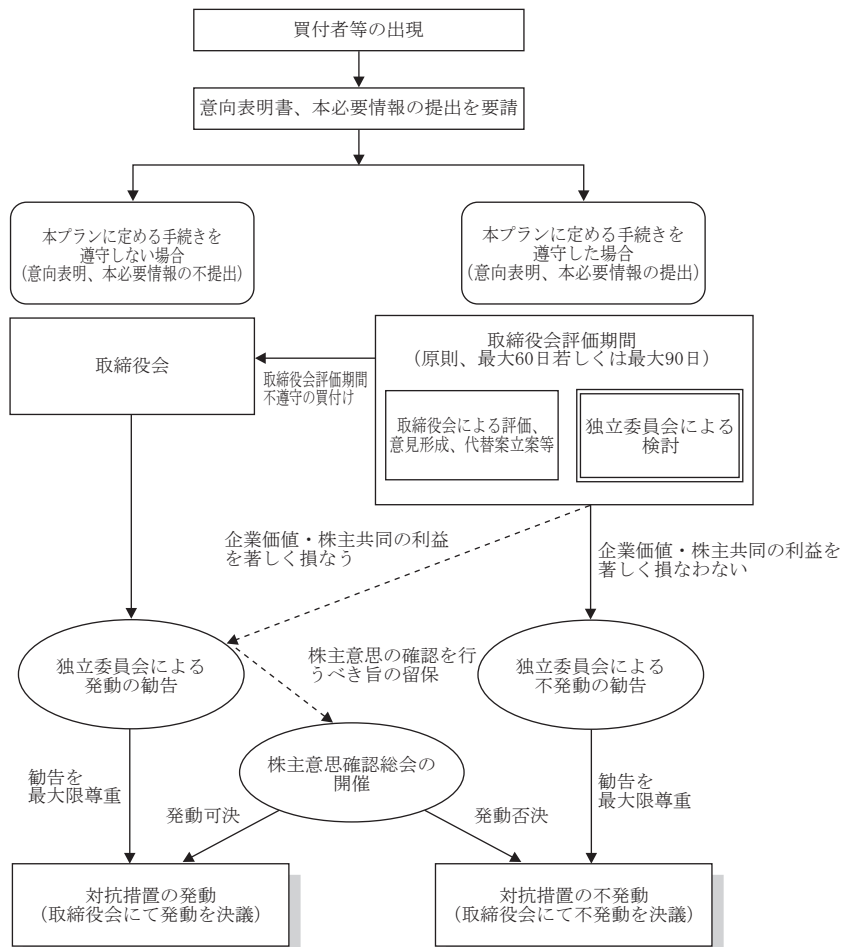 買付者等の出現
意向表明書、本必要情報の提出を要請
本プランに定める手続きを
遵守しない場合
(意向表明、本必要情報の不提出)
本プランに定める手続きを
遵守した場合
(意向表明、本必要情報の提出)
取締役会
取締役会評価期間
不遵守の買付け
取締役会評価期間
(原則、最大60日若しくは最大90日)
取締役会による評価、
意見形成、代替案立案等
独立委員会による
検討
企業価値・株主共同の利益
を著しく損なう
企業価値・株主共同の利益を
著しく損なわない
独立委員会による
発動の勧告
株主意思の確認を行
うべき旨の留保
独立委員会による
不発動の勧告
株主意思確認総会の
開催
勧告を
最大限尊重
発動可決
発動否決
勧告を
最大限尊重
対抗措置の発動
(取締役会にて発動を決議)
対抗措置の不発動
(取締役会にて不発動を決議)